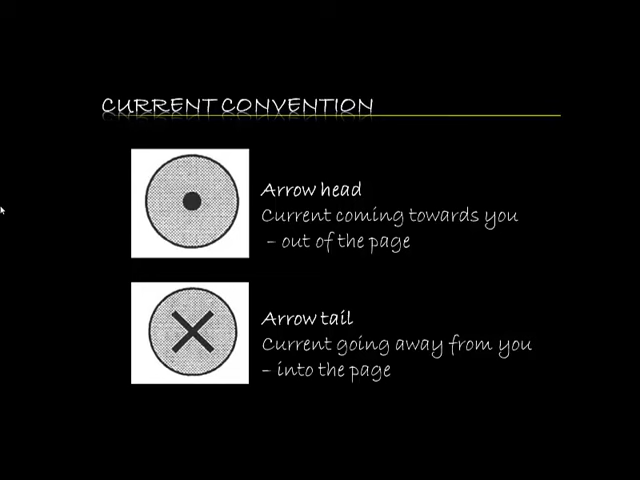 CURRENT CONVENTION
Arrow head
Current coming towards you
– out of the page
Arrow tail
Current going away from you
– into the page